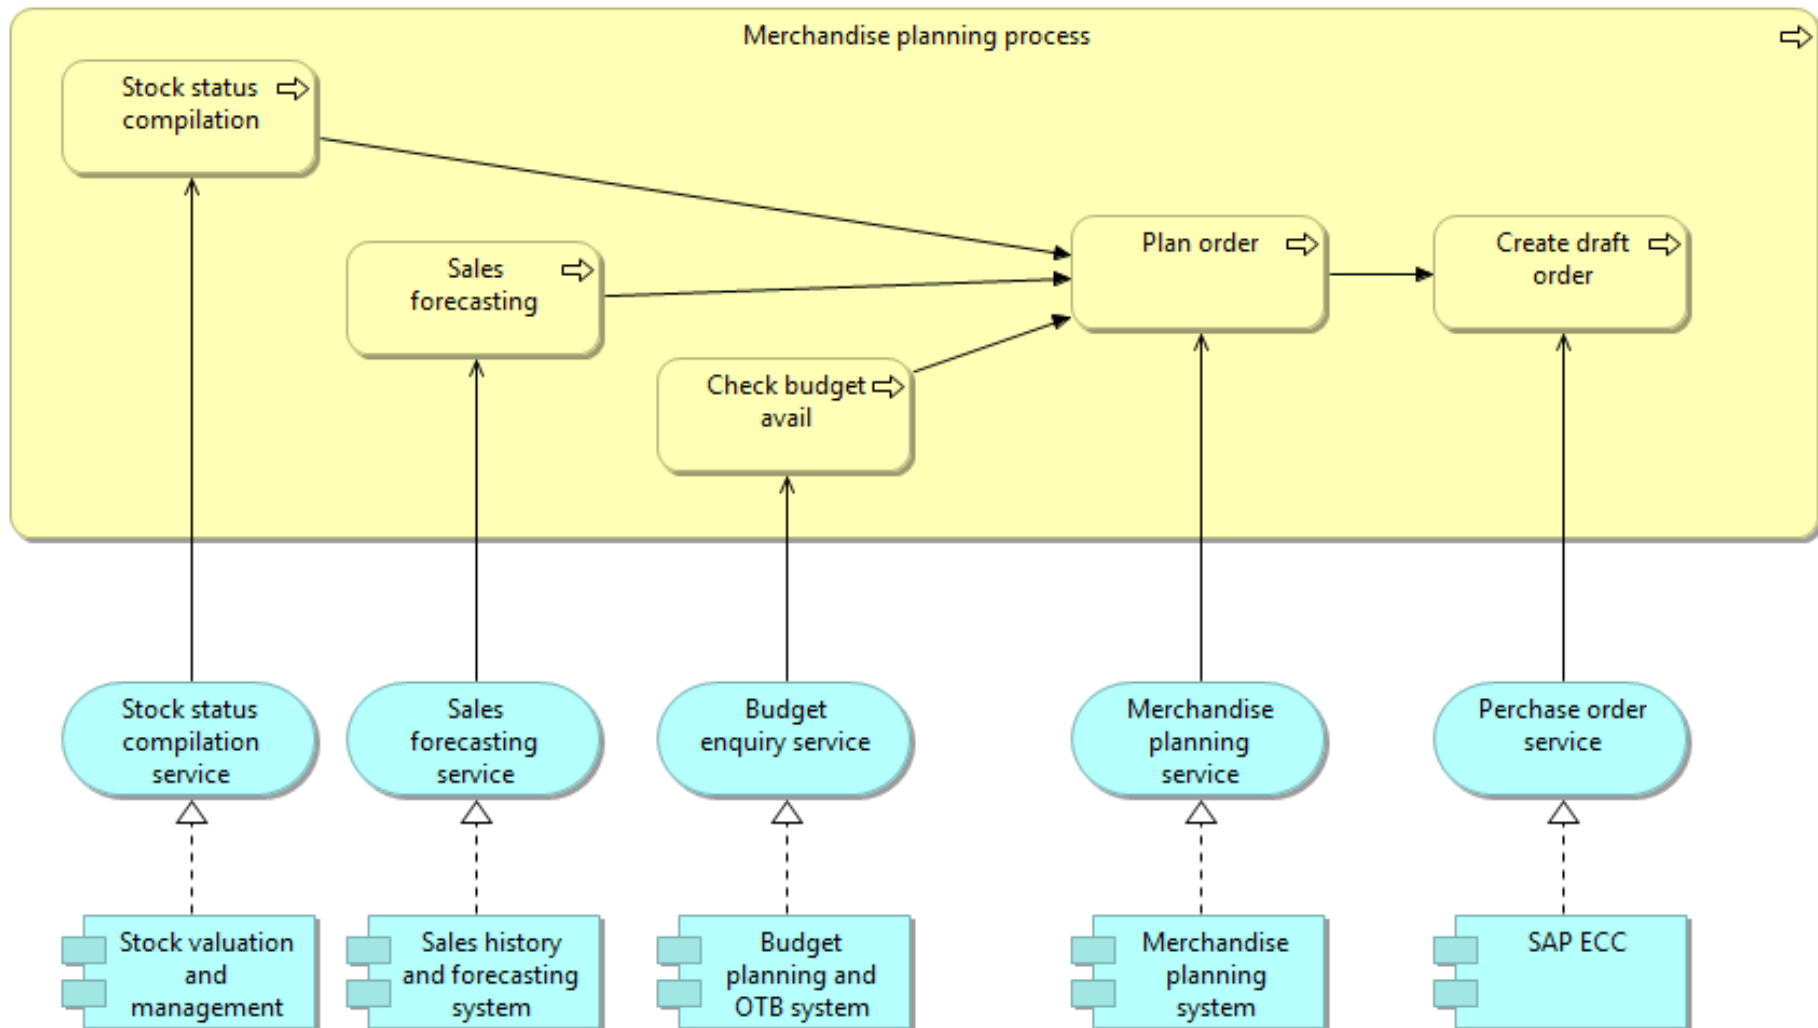 Merchandise planning process
Stock status
compilation
Sales
forecasting
Check budget
avail
Plan order
Create draft
order
Stock status
compilation
service
Sales
forecasting
service
Budget
enquiry service
Merchandise
planning
service
Perchase order
service
Stock valuation
and
management
Sales history
and forecasting
system
Budget
planning and
OTB system
Merchandise
planning
system
SAP ECC